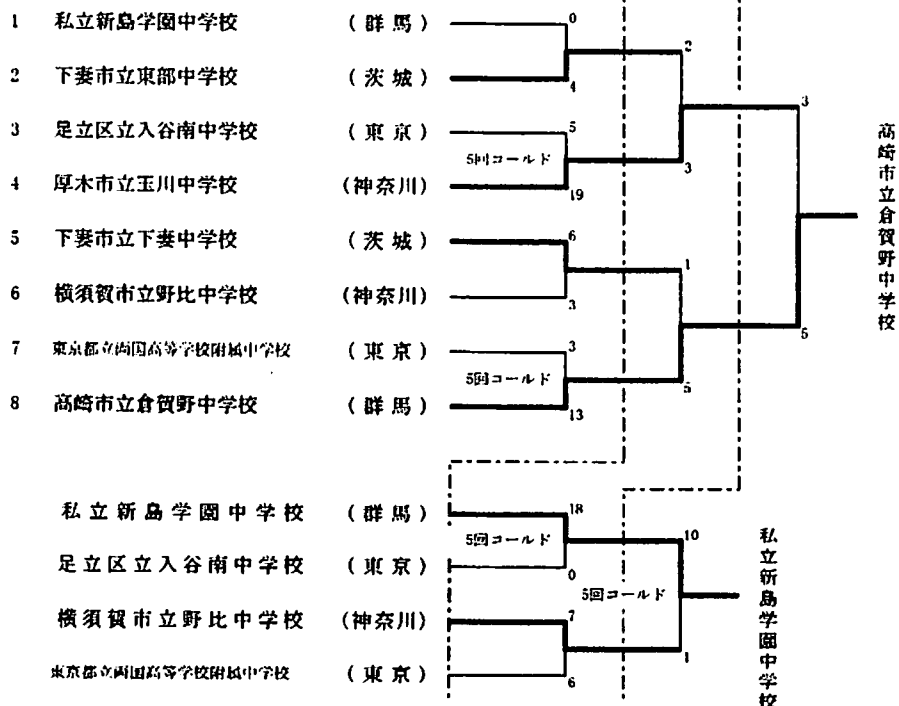 1 私立新島学園中学校 (群馬) 0
2
2 下妻市立東部中学校 (茨城) 4
3
3 足立区立入谷南中学校 (東京) 5
5回コールド
3
4 厚木市立玉川中学校 (神奈川) 19
高崎市立倉賀野中学校
5 下妻市立下妻中学校 (茨城) 6
1
6 横須賀市立野比中学校 (神奈川) 3
5
7 東京都立両国高等学校附属中学校 (東京) 3
5回コールド
5
8 高崎市立倉賀野中学校 (群馬) 13
私立新島学園中学校 (群馬) 18
5回コールド
10
足立区立入谷南中学校 (東京) 0
5回コールド
私立新島学園中学校
横須賀市立野比中学校 (神奈川) 7
1
東京都立両国高等学校附属中学校 (東京) 6